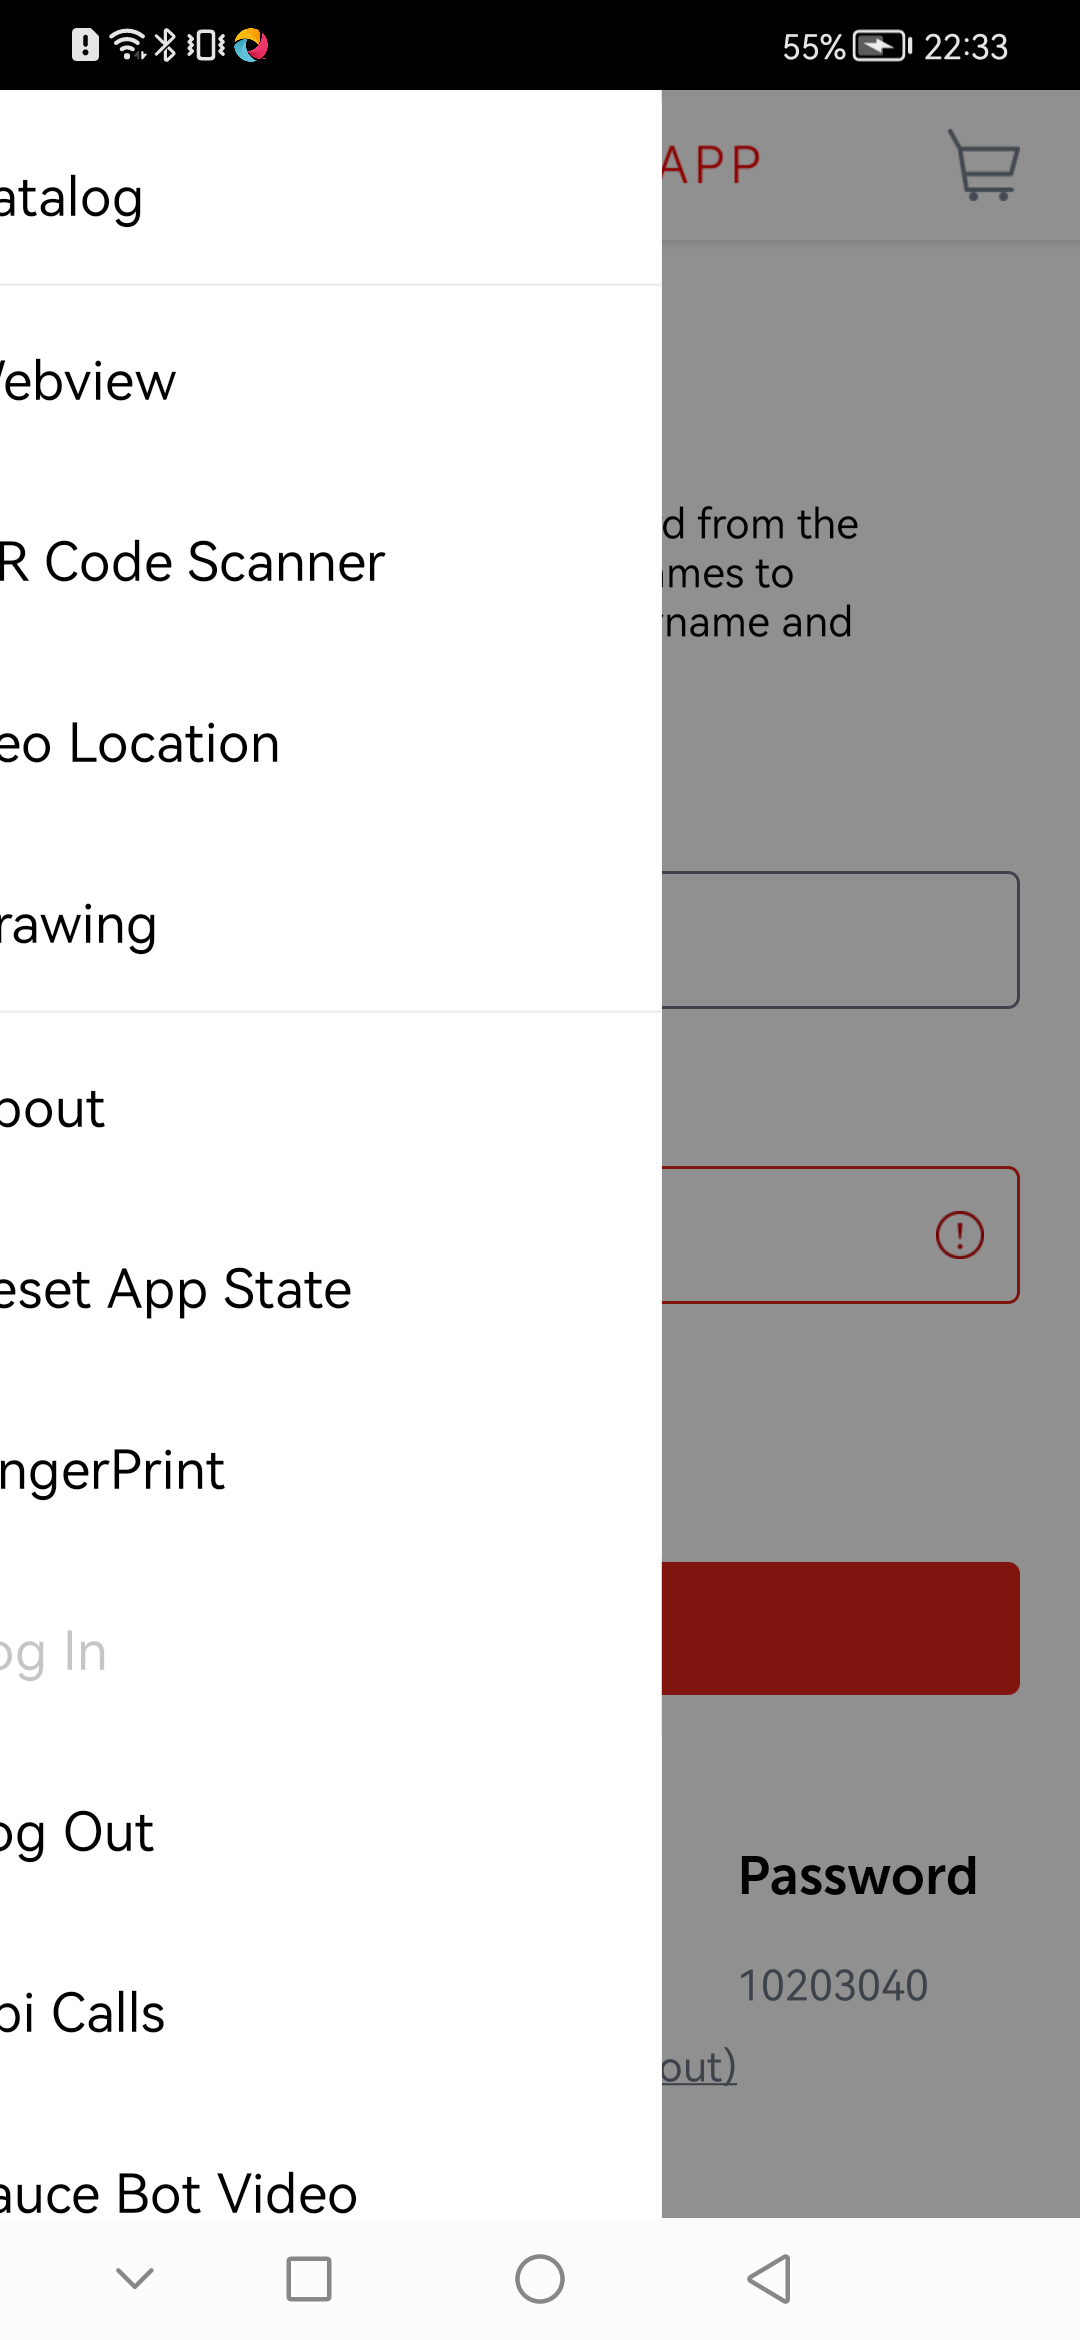 55% 22:33
APP
atalog
ebview
R Code Scanner
d from the
mes to
name and
eo Location
rawing
bout
eset App State
ngerPrint
og In
og Out
Password
10203040
pi Calls
out)
auce Bot Video